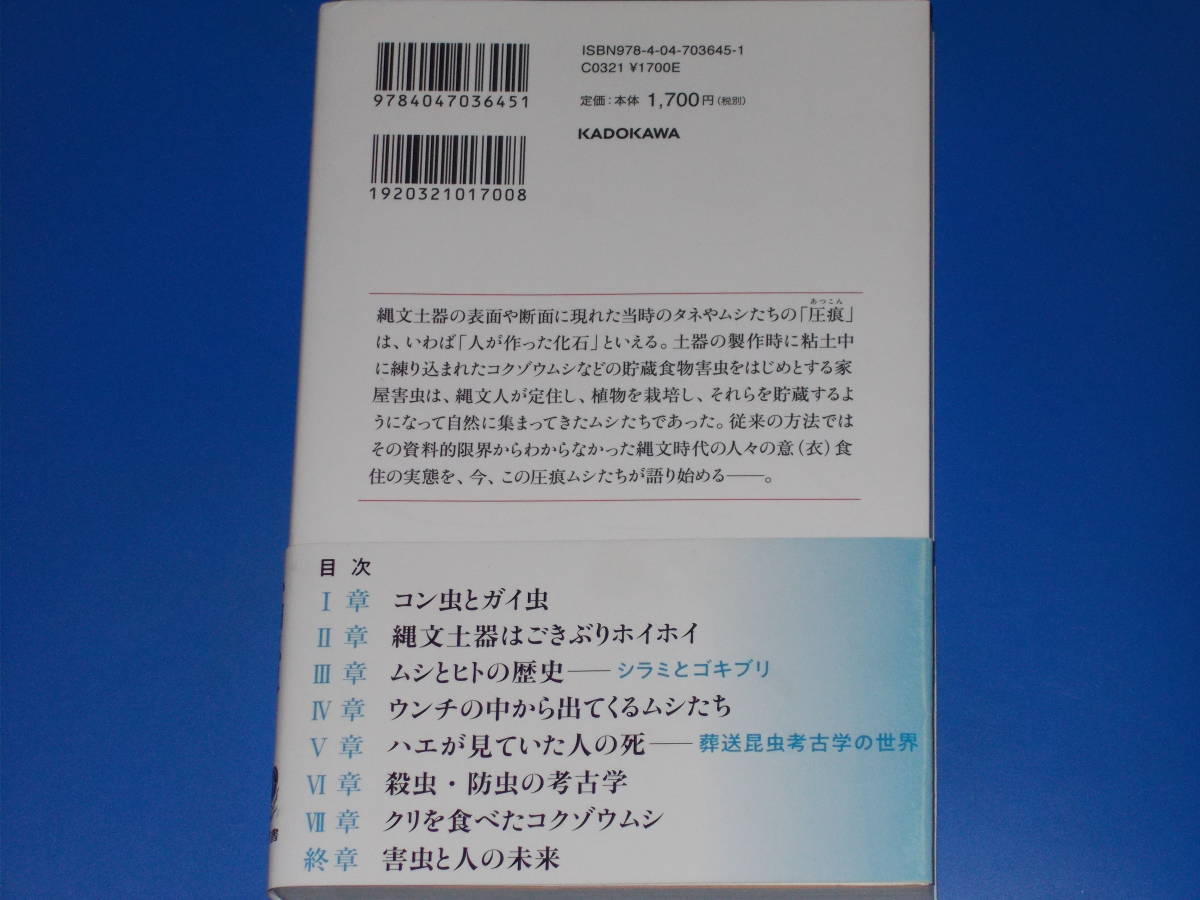 ISBN978-4-04-703645-1
C0321 ¥1700E
9784047036451
定価：本体 1,700円（税別）
KADOKAWA
1920321017008
あっこん
縄文土器の表面や断面に現れた当時のタネやムシたちの「圧痕」
は、いわば「人が作った化石」といえる。土器の製作時に粘土中
に練り込まれたコクゾウムシなどの貯蔵食物害虫をはじめとする家
屋害虫は、縄文人が定住し、植物を栽培し、それらを貯蔵するよ
うになって自然に集まってきたムシたちであった。従来の方法では
その資料的限界からわからなかった縄文時代の人々の意（衣）食
住の実態を、今、この圧痕ムシたちが語り始める――。
目次
Ⅰ章 コン虫とガイ虫
Ⅱ章 縄文土器はごきぶりホイホイ
Ⅲ章 ムシとヒトの歴史――シラミとゴキブリ
Ⅳ章 ウンチの中から出てくるムシたち
Ⅴ章 ハエが見ていた人の死――葬送昆虫考古学の世界
Ⅵ章 殺虫・防虫の考古学
Ⅶ章 クリを食べたコクゾウムシ
終章 害虫と人の未来